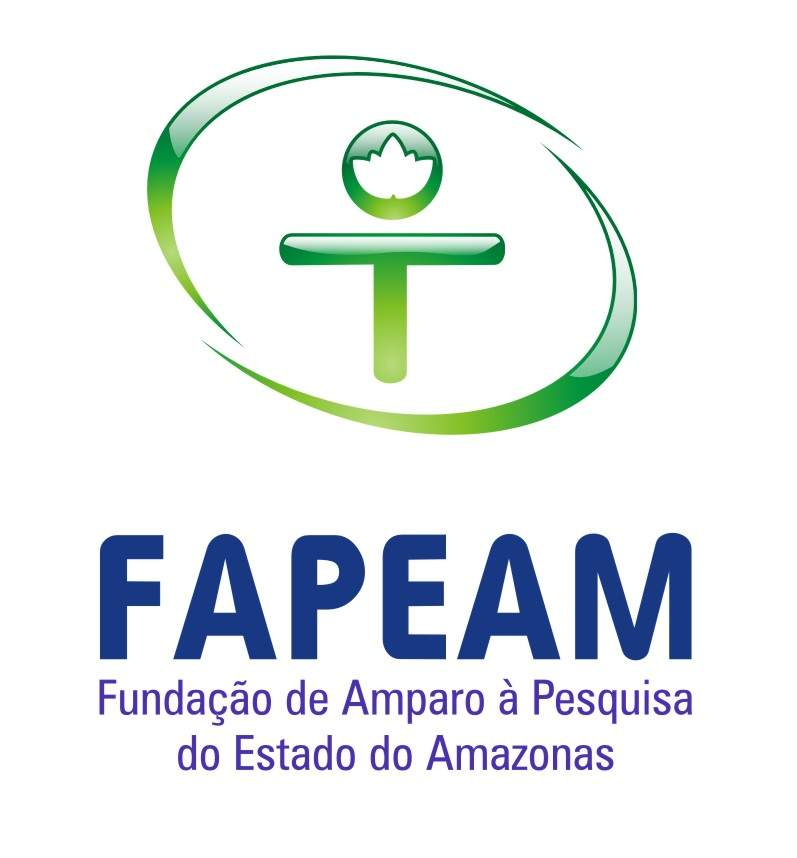 FAPEAM
Fundação de Amparo à Pesquisa
do Estado do Amazonas